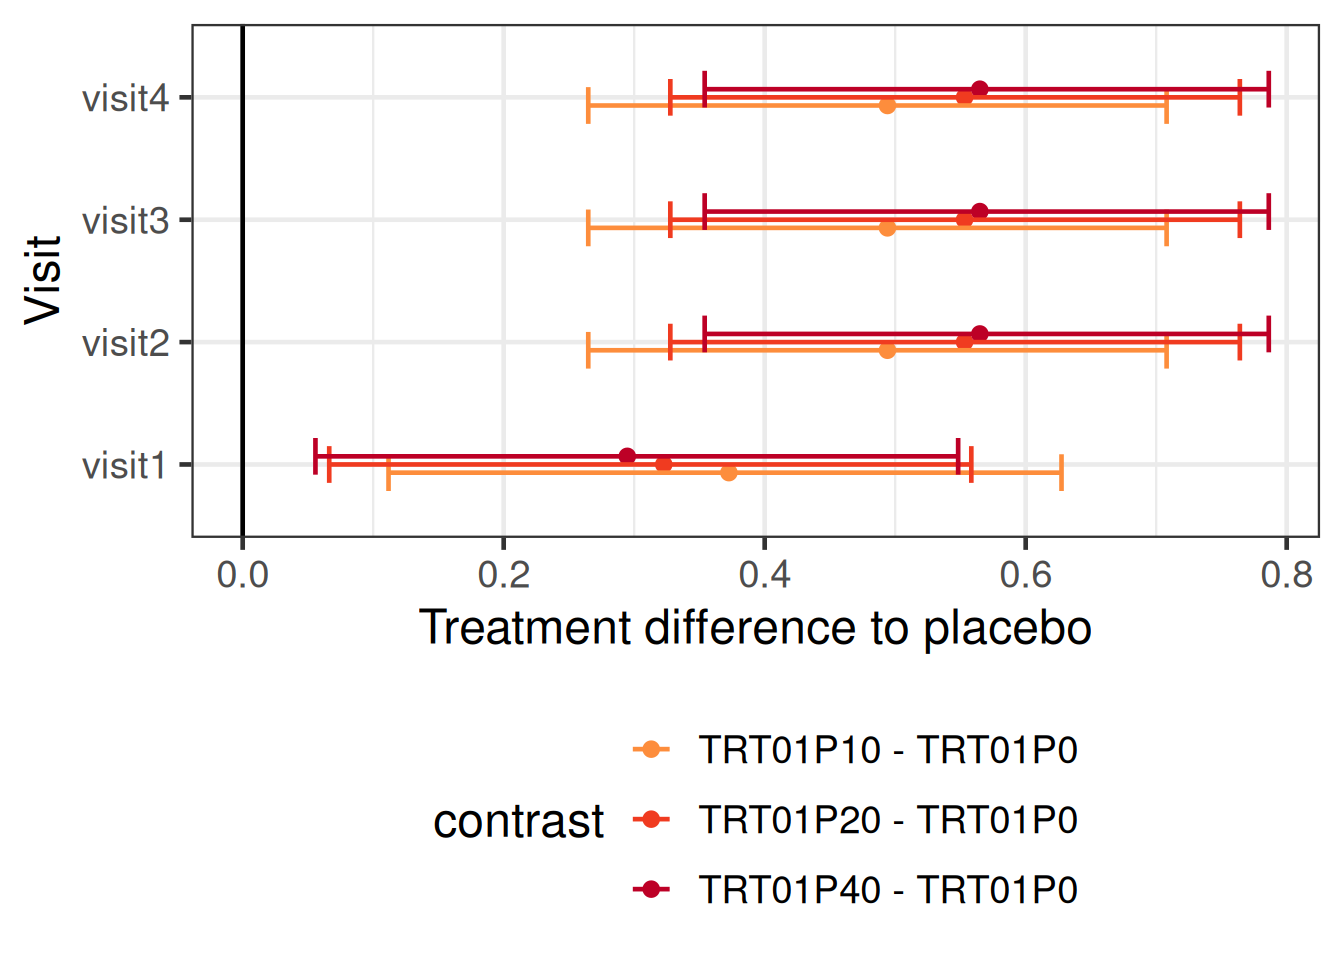 visit4
visit3
visit2
visit1
Visit
0.0 0.2 0.4 0.6 0.8
Treatment difference to placebo
contrast
TRT01P10 - TRT01P0
TRT01P20 - TRT01P0
TRT01P40 - TRT01P0